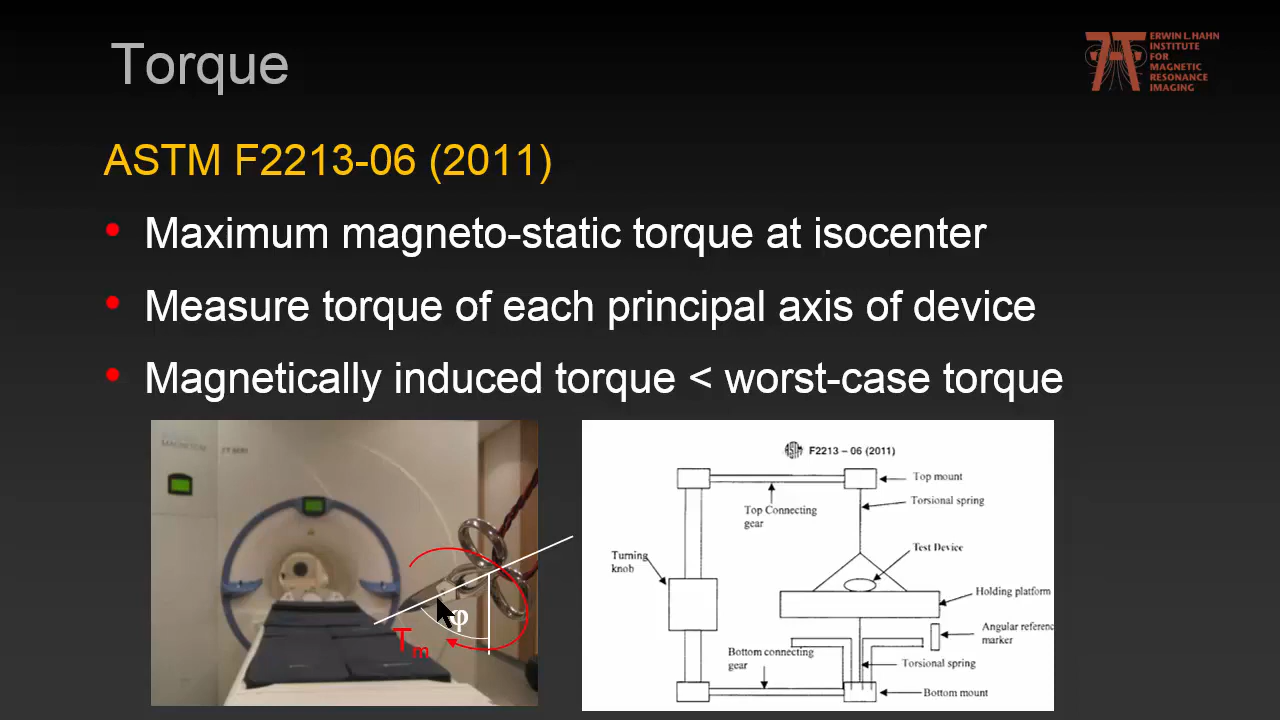 Torque
ERWIN L. HAHN
INSTITUTE
FOR
MAGNETIC
RESONANCE
IMAGING
ASTM F2213-06 (2011)
• Maximum magneto-static torque at isocenter
• Measure torque of each principal axis of device
• Magnetically induced torque < worst-case torque
MAGNETOM
φ
Tm
ASTM F2213 – 06 (2011)
Top mount
Torsional spring
Top Connecting
gear
Test Device
Turning
knob
Holding platform
Angular referenc
marker
Bottom connecting
gear
Torsional spring
Bottom mount